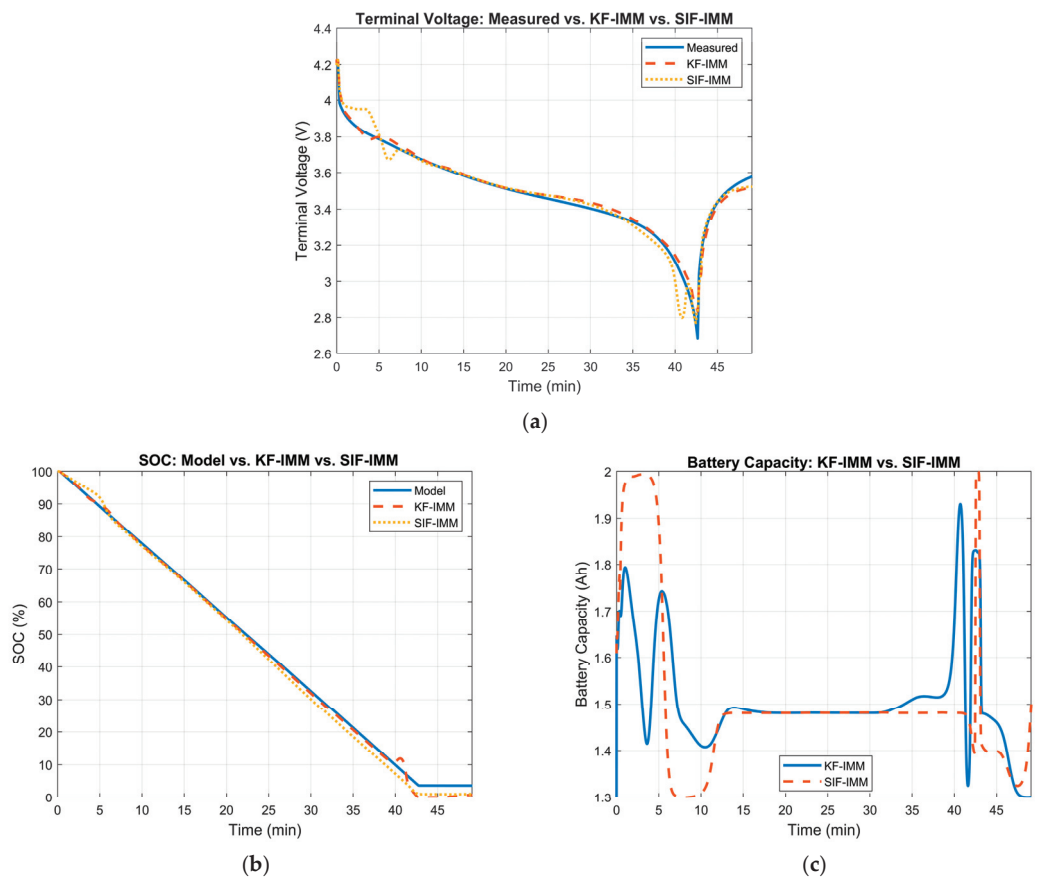 Terminal Voltage: Measured vs. KF-IMM vs. SIF-IMM
4.4
4.2
4
3.8
3.6
3.4
3.2
3
2.8
2.6
Terminal Voltage (V)
Measured
KF-IMM
SIF-IMM
0 5 10 15 20 25 30 35 40 45
Time (min)
(a)
SOC: Model vs. KF-IMM vs. SIF-IMM
100
90
80
70
60
50
40
30
20
10
0
SOC (%)
Model
KF-IMM
SIF-IMM
0 5 10 15 20 25 30 35 40 45
Time (min)
(b)
Battery Capacity: KF-IMM vs. SIF-IMM
2
1.9
1.8
1.7
1.6
1.5
1.4
1.3
Battery Capacity (Ah)
KF-IMM
SIF-IMM
0 5 10 15 20 25 30 35 40 45
Time (min)
(c)